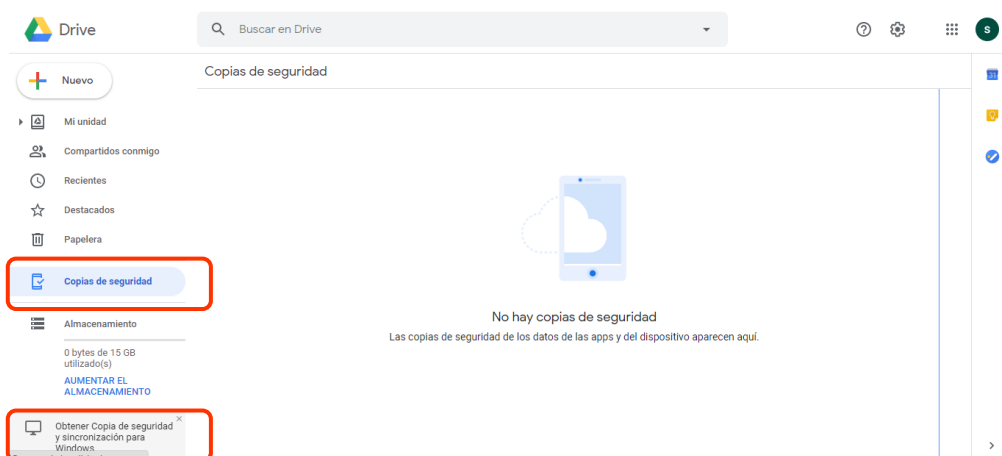 Drive
Buscar en Drive
S
Nuevo
Copias de seguridad
31
Mi unidad
Compartidos conmigo
Recientes
Destacados
Papelera
Copias de seguridad
No hay copias de seguridad
Las copias de seguridad de los datos de las apps y del dispositivo aparecen aquí.
Almacenamiento
0 bytes de 15 GB
utilizado(s)
AUMENTAR EL
ALMACENAMIENTO
Obtener Copia de seguridad
y sincronización para
Windows